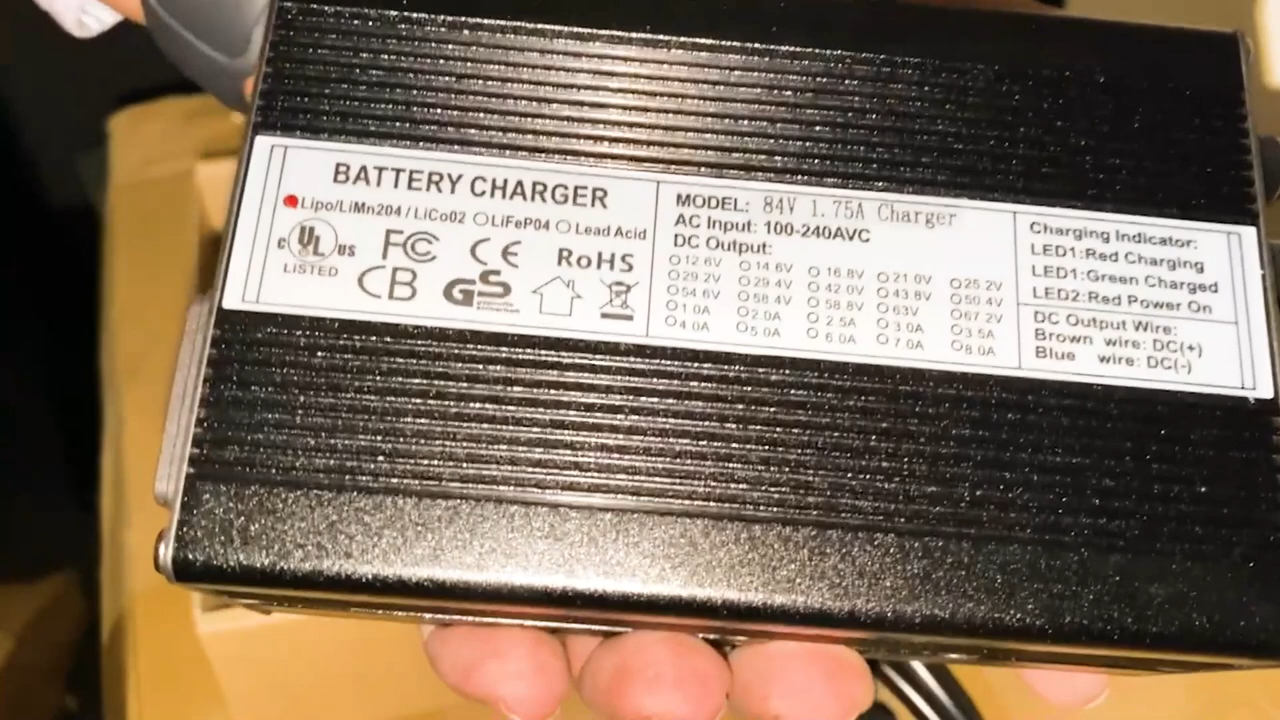 BATTERY CHARGER
Lipo/LiMn204 / LiCo02 LiFeP04 Lead Acid
C UL US LISTED FC CE RoHS
CB GS
MODEL: 84V 1.75A Charger
AC Input: 100-240AVC
DC Output:
12.6V 14.6V 16.8V 21.0V 25.2V
29.2V 29.4V 42.0V 43.8V 50.4V
54.6V 58.4V 58.8V 63V 67.2V
1.0A 2.0A 2.5A 3.0A 3.5A
4.0A 5.0A 6.0A 7.0A 8.0A
Charging Indicator:
LED1:Red Charging
LED1:Green Charged
LED2:Red Power On
DC Output Wire:
Brown wire: DC(+)
Blue wire: DC(-)